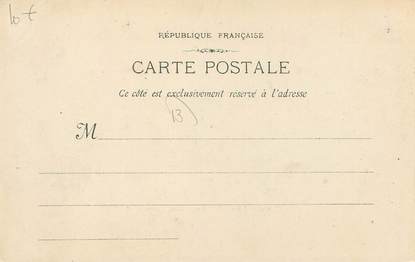 RÉPUBLIQUE FRANÇAISE
CARTE POSTALE
Ce côté est exclusivement réservé à l'adresse
13
M